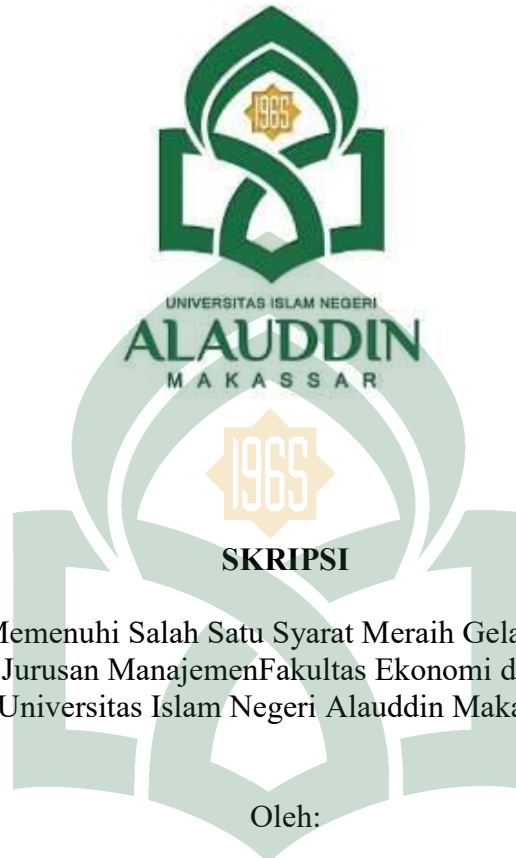 1965
UNIVERSITAS ISLAM NEGERI
ALAUDDIN
MAKASSAR
1965
SKRIPSI
Memenuhi Salah Satu Syarat Meraih Gela
Jurusan ManajemenFakultas Ekonomi d
Universitas Islam Negeri Alauddin Maka
Oleh: